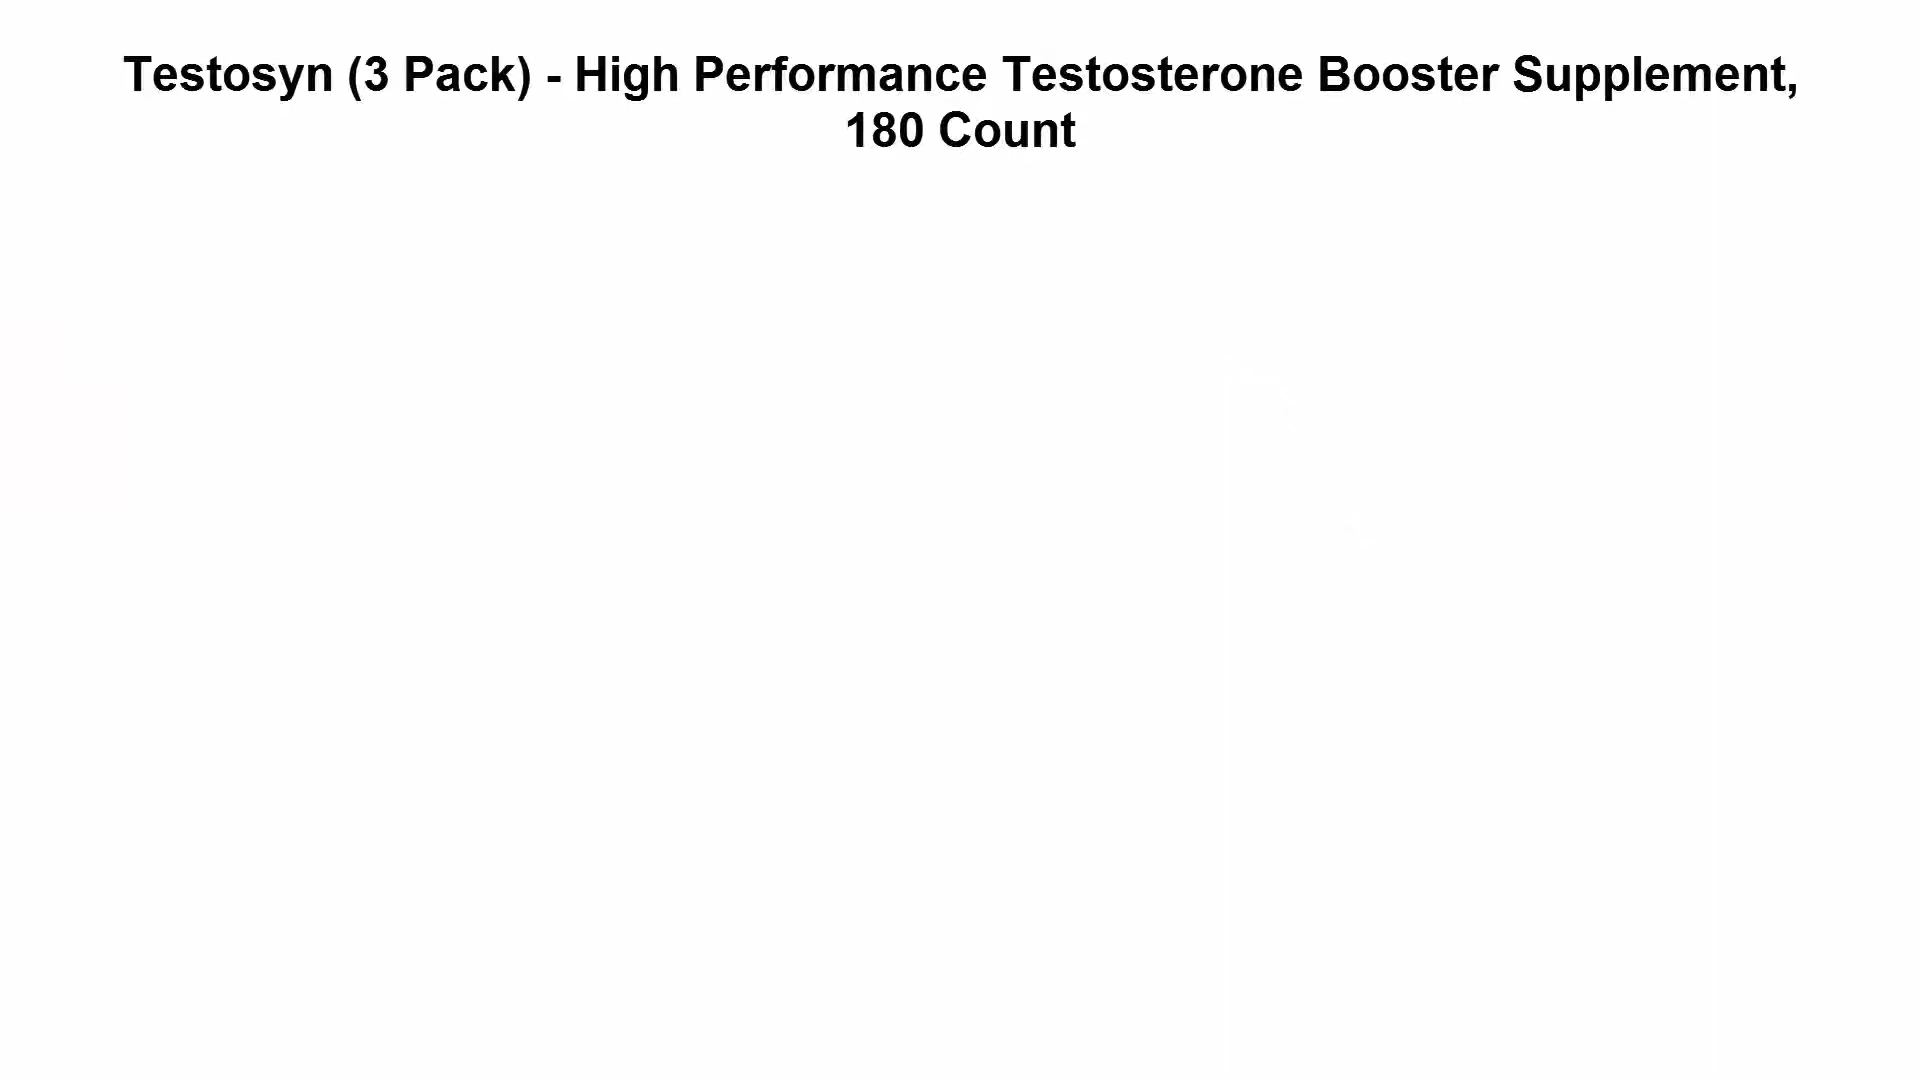 Testosyn (3 Pack) - High Performance Testosterone Booster Supplement,
180 Count